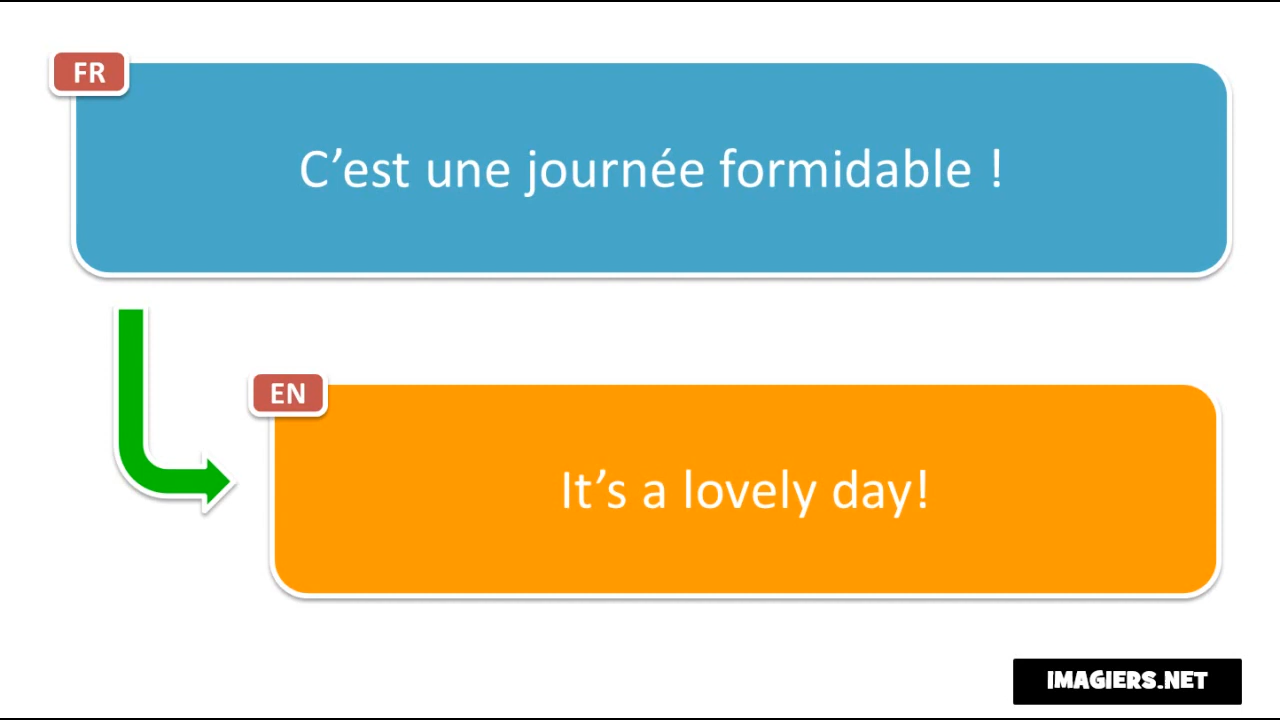 FR
C’est une journée formidable !
EN
It’s a lovely day!
IMAGIERS.NET